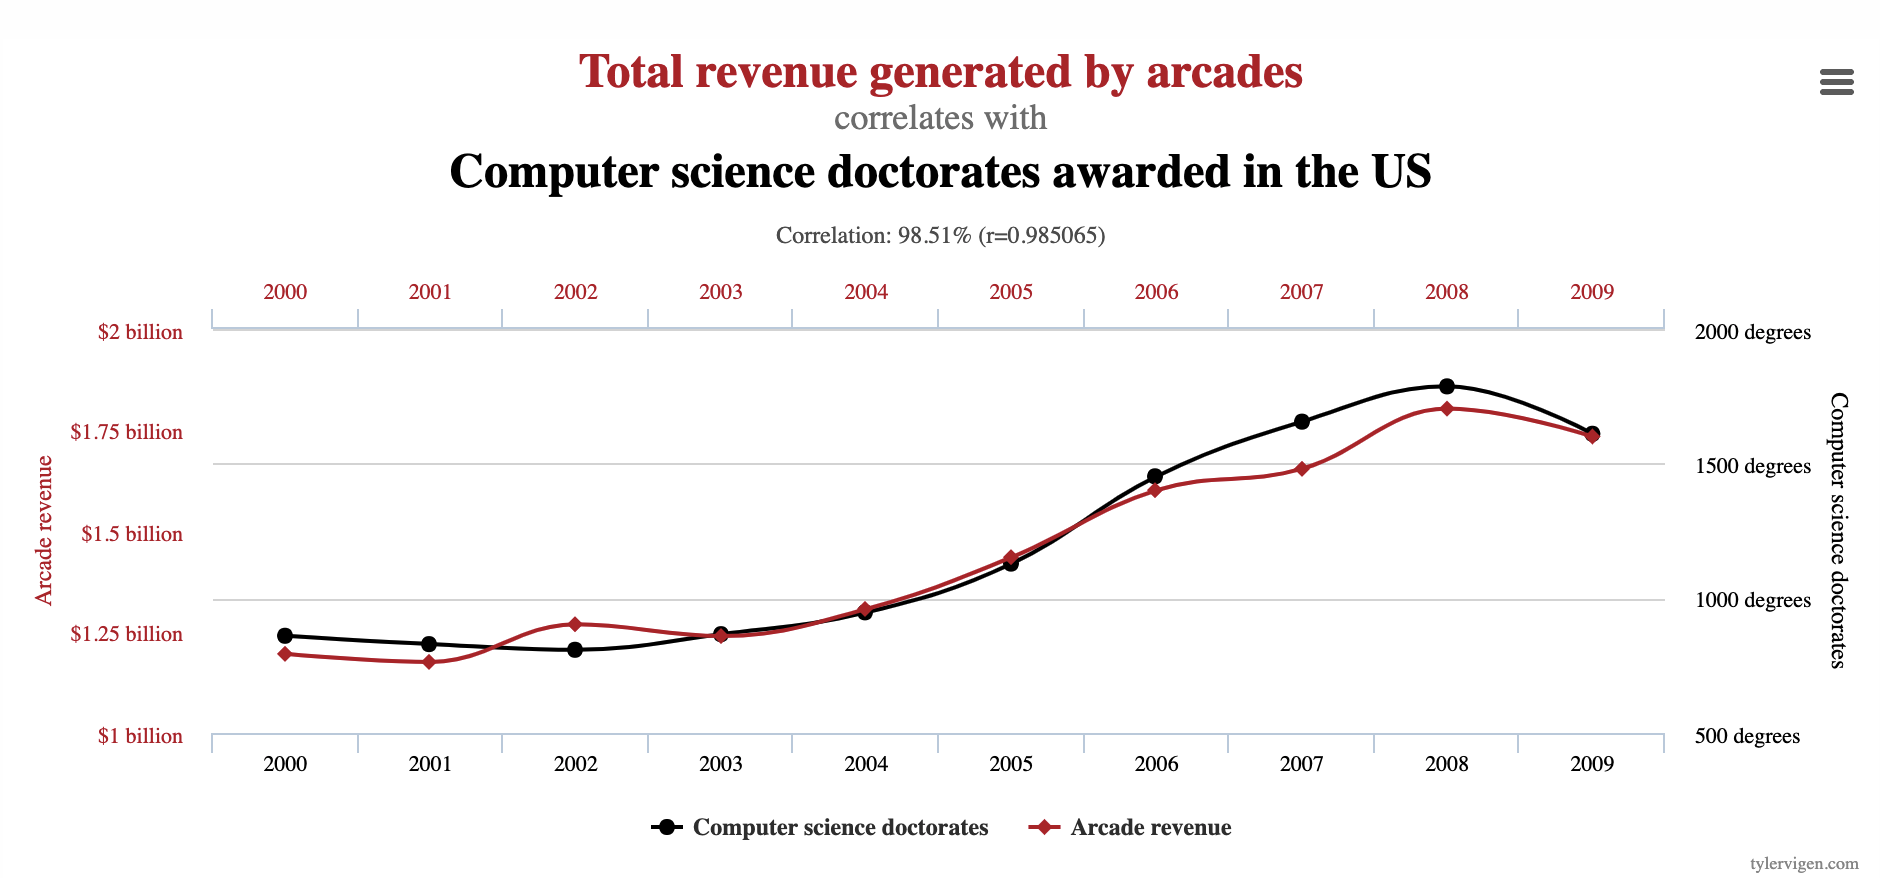 Total revenue generated by arcades
correlates with
Computer science doctorates awarded in the US
Correlation: 98.51% (r=0.985065)
2000 2001 2002 2003 2004 2005 2006 2007 2008 2009
$2 billion
$1.75 billion
$1.5 billion
$1.25 billion
$1 billion
Arcade revenue
2000 degrees
1500 degrees
1000 degrees
500 degrees
Computer science doctorates
2000 2001 2002 2003 2004 2005 2006 2007 2008 2009
Computer science doctorates Arcade revenue
tylervigen.com